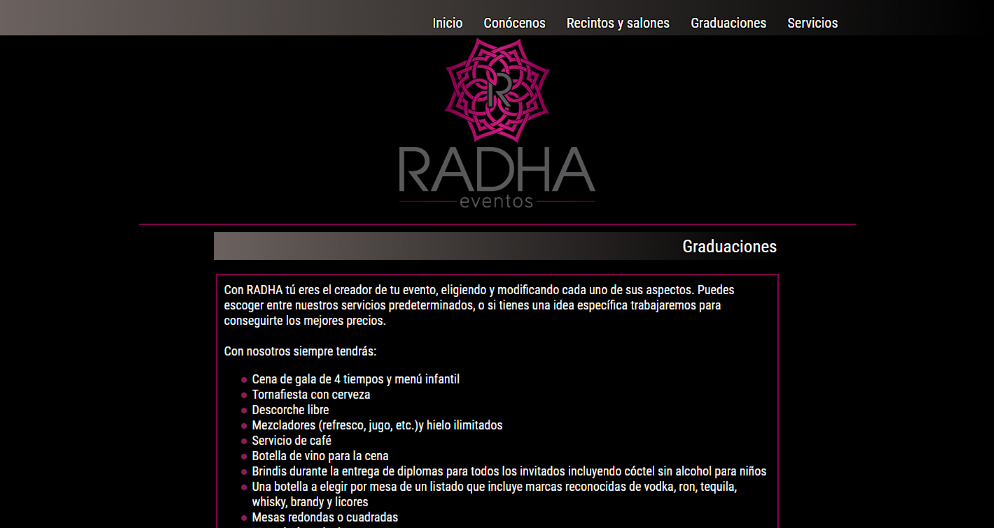 Inicio Conócenos Recintos y salones Graduaciones Servicios
R
RADHA
eventos
Graduaciones
Con RADHA tú eres el creador de tu evento, eligiendo y modificando cada uno de sus aspectos. Puedes
escoger entre nuestros servicios predeterminados, o si tienes una idea específica trabajaremos para
conseguirte los mejores precios.
Con nosotros siempre tendrás:
Cena de gala de 4 tiempos y menú infantil
Tornafiesta con cerveza
Descorche libre
Mezcladores (refresco, jugo, etc.)y hielo ilimitados
Servicio de café
Botella de vino para la cena
Brindis durante la entrega de diplomas para todos los invitados incluyendo cóctel sin alcohol para niños
Una botella a elegir por mesa de un listado que incluye marcas reconocidas de vodka, ron, tequila,
whisky, brandy y licores
Mesas redondas o cuadradas